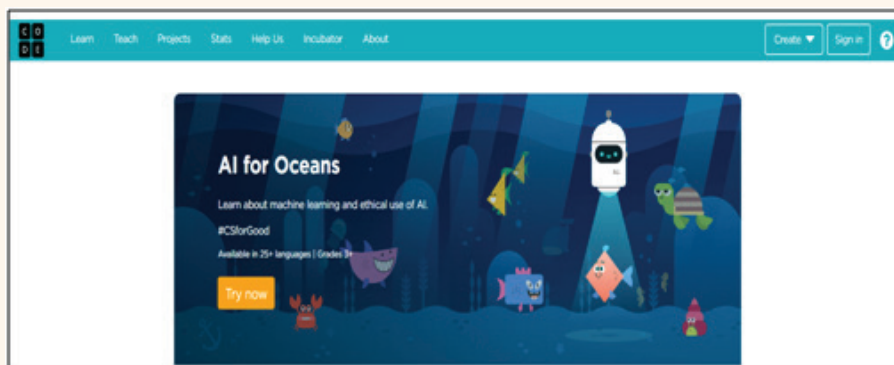 C O
D E
Learn Teach Projects Stats Help Us Incubator About
Create ▼ Sign in ?
AI for Oceans
Learn about machine learning and ethical use of AI.
#CSforGood
Available in 25+ languages | Grades 3+
Try now